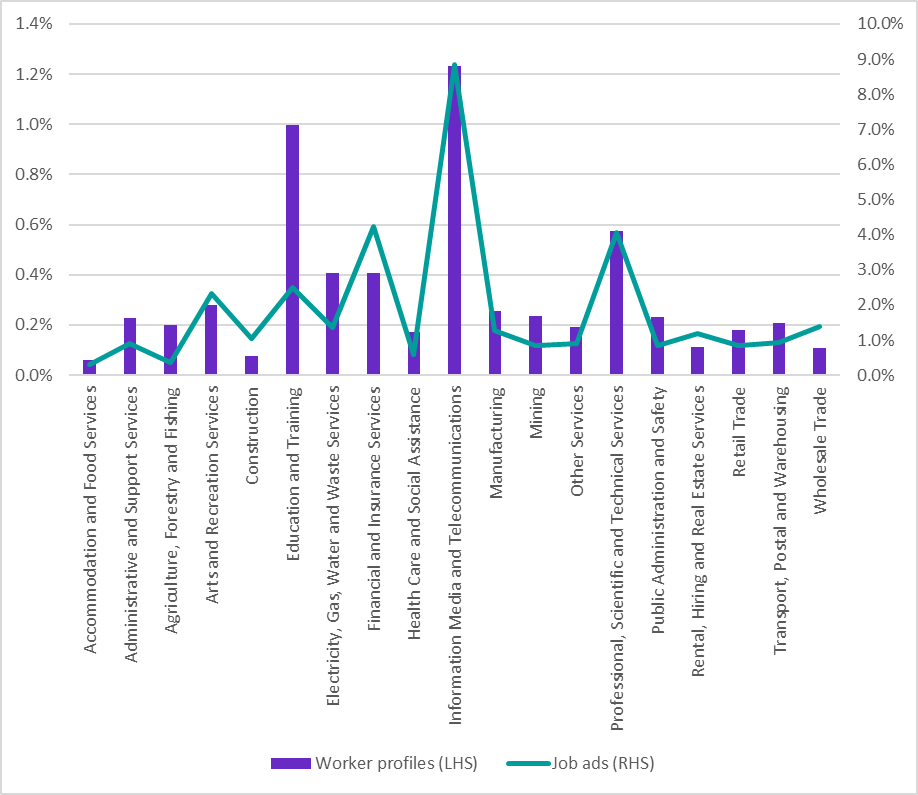 1.4%
1.2%
1.0%
0.8%
0.6%
0.4%
0.2%
0.0%
10.0%
9.0%
8.0%
7.0%
6.0%
5.0%
4.0%
3.0%
2.0%
1.0%
0.0%
Accommodation and Food Services
Administrative and Support Services
Agriculture, Forestry and Fishing
Arts and Recreation Services
Construction
Education and Training
Electricity, Gas, Water and Waste Services
Financial and Insurance Services
Health Care and Social Assistance
Information Media and Telecommunications
Manufacturing
Mining
Other Services
Professional, Scientific and Technical Services
Public Administration and Safety
Rental, Hiring and Real Estate Services
Retail Trade
Transport, Postal and Warehousing
Wholesale Trade
Worker profiles (LHS)
Job ads (RHS)